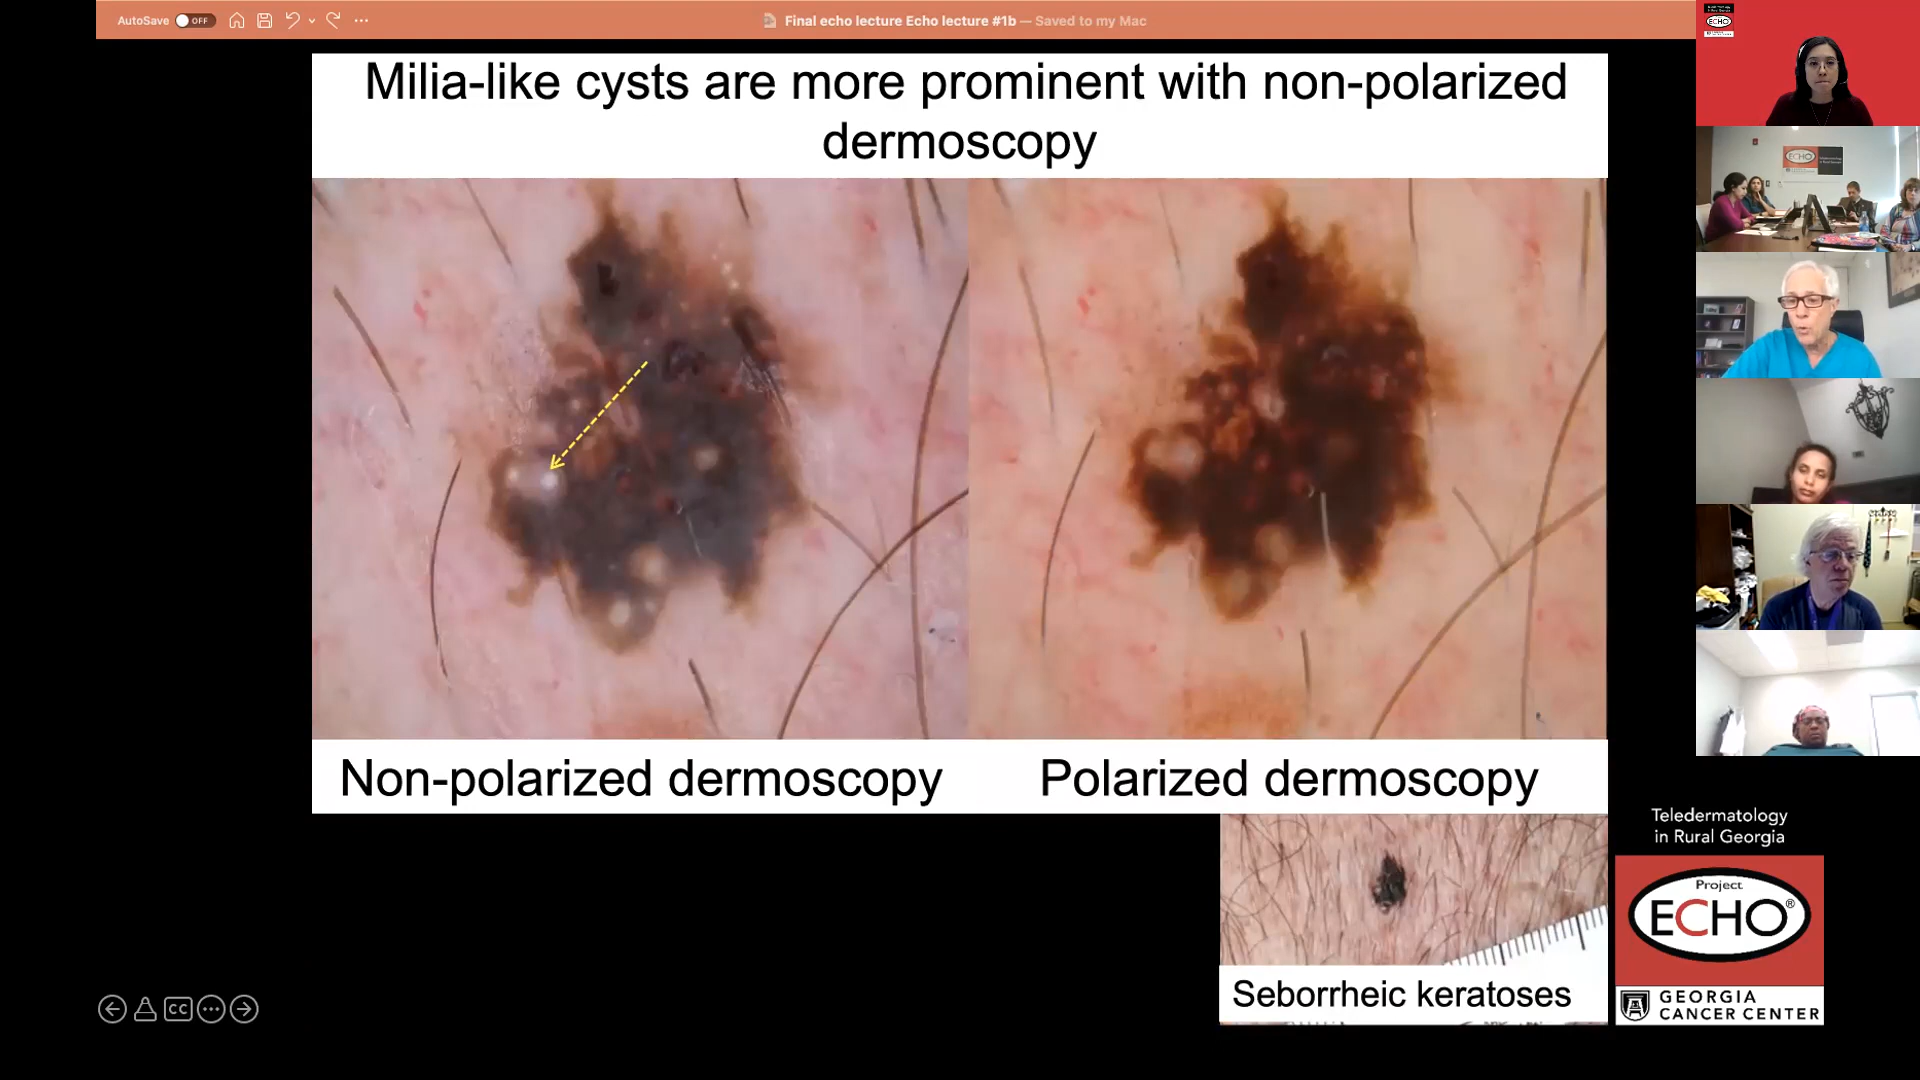 AutoSave OFF
Final echo lecture Echo lecture #1b — Saved to my Mac
Milia-like cysts are more prominent with non-polarized
dermoscopy
Non-polarized dermoscopy
Polarized dermoscopy
Seborrheic keratoses
Teledermatology
in Rural Georgia
Project
ECHO®
GEORGIA
CANCER CENTER
CC
ECHO
ECHO